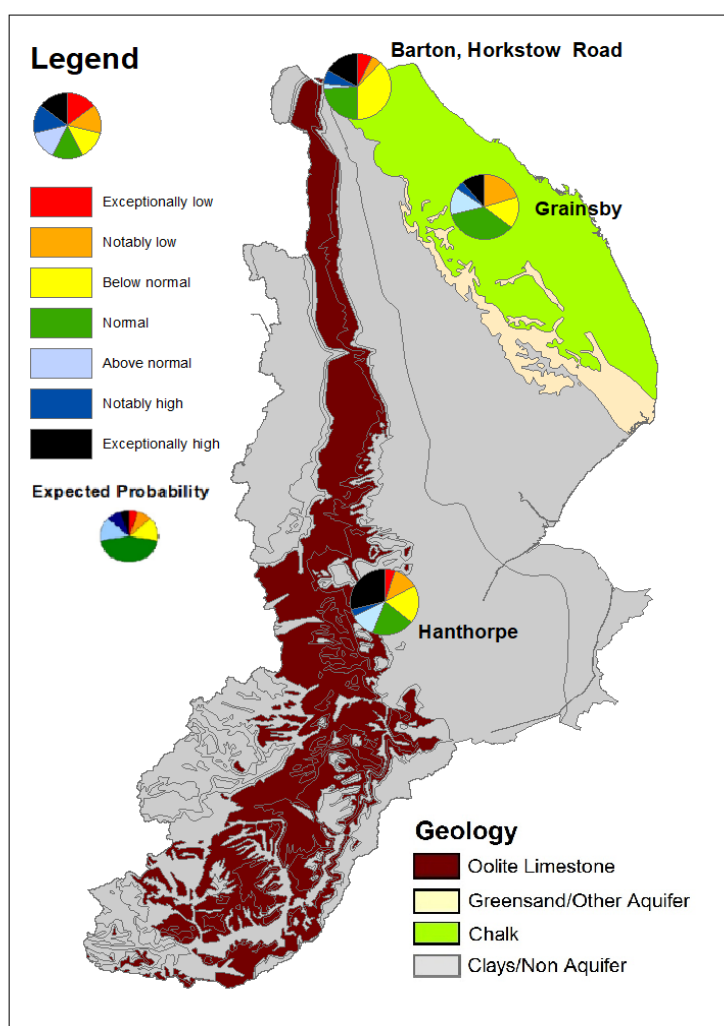 Barton, Horkstow Road
Legend
Grainsby
Exceptionally low
Notably low
Below normal
Normal
Above normal
Notably high
Exceptionally high
Expected Probability
Hanthorpe
Geology
Oolite Limestone
Greensand/Other Aquifer
Chalk
Clays/Non Aquifer